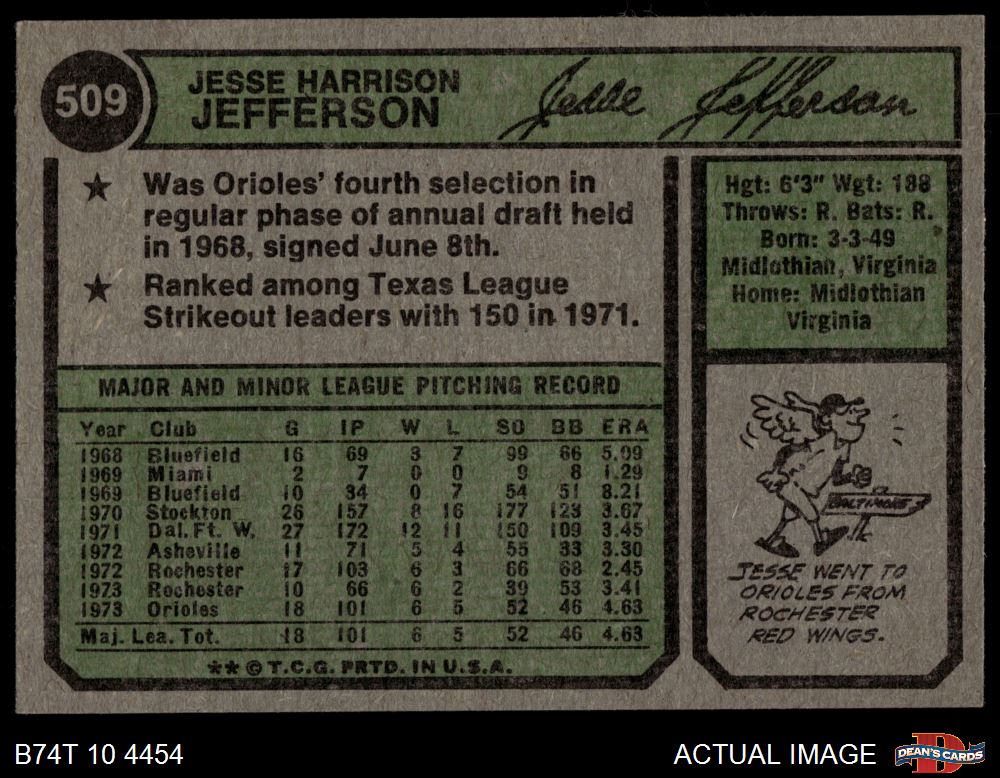 509
JESSE HARRISON
JEFFERSON
Jesse Jefferson
★ Was Orioles' fourth selection in
regular phase of annual draft held
in 1968, signed June 8th.
★ Ranked among Texas League
Strikeout leaders with 150 in 1971.
Hgt: 6'3" Wgt: 188
Throws: R. Bats: R.
Born: 3-3-49
Midlothian, Virginia
Home: Midlothian
Virginia
MAJOR AND MINOR LEAGUE PITCHING RECORD
Year Club G IP W L SO BB ERA
1968 Bluefield 16 69 3 7 99 66 5.09
1969 Miami 2 7 0 0 9 8 1.29
1969 Bluefield 10 34 0 7 54 51 8.21
1970 Stockton 26 157 8 16 177 123 3.67
1971 Dal. Ft. W. 27 172 12 11 150 109 3.45
1972 Asheville 11 71 5 4 55 33 3.30
1972 Rochester 17 103 6 3 66 68 2.45
1973 Rochester 10 66 6 2 39 53 3.41
1973 Orioles 18 101 6 5 52 46 4.63
Maj. Lea. Tot. 18 101 6 5 52 46 4.63
** © T.C.G. PRTD. IN U.S.A.
BALTIMORE
JESSE WENT TO
ORIOLES FROM
ROCHESTER
RED WINGS.
B74T 10 4454
ACTUAL IMAGE
D
DEAN'S CARDS